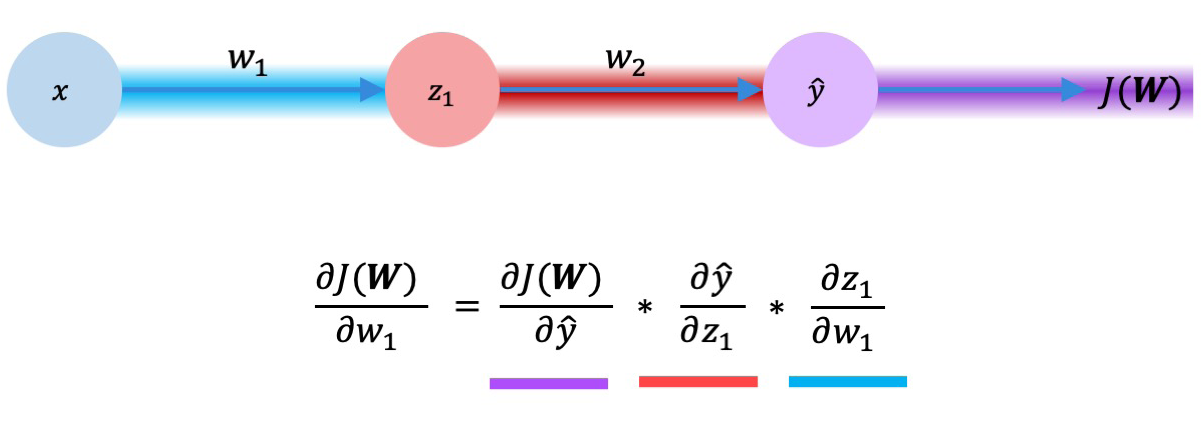 w₁ w₂
x z₁ ŷ J(W)
∂J(W)/∂w₁ = ∂J(W)/∂ŷ * ∂ŷ/∂z₁ * ∂z₁/∂w₁